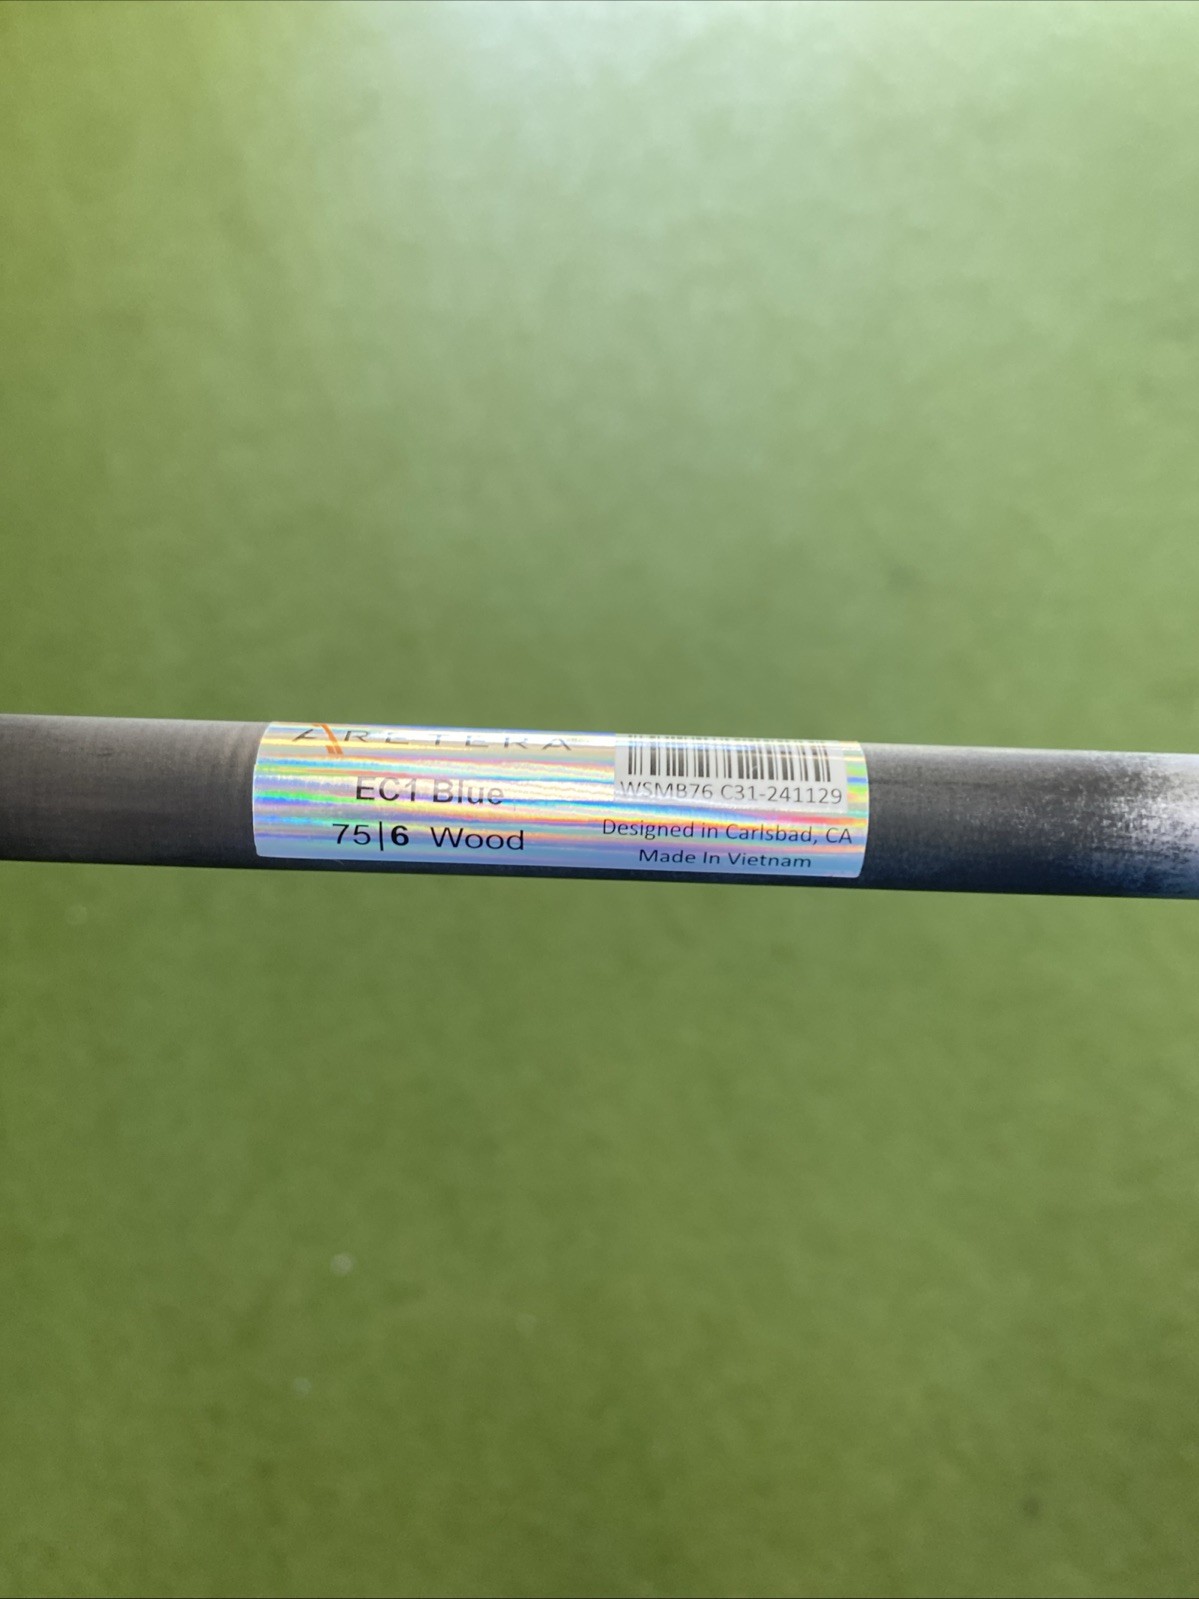 ARETERA
EC1 Blue
75|6 Wood
WSMB76 C31-241129
Designed in Carlsbad, CA
Made In Vietnam